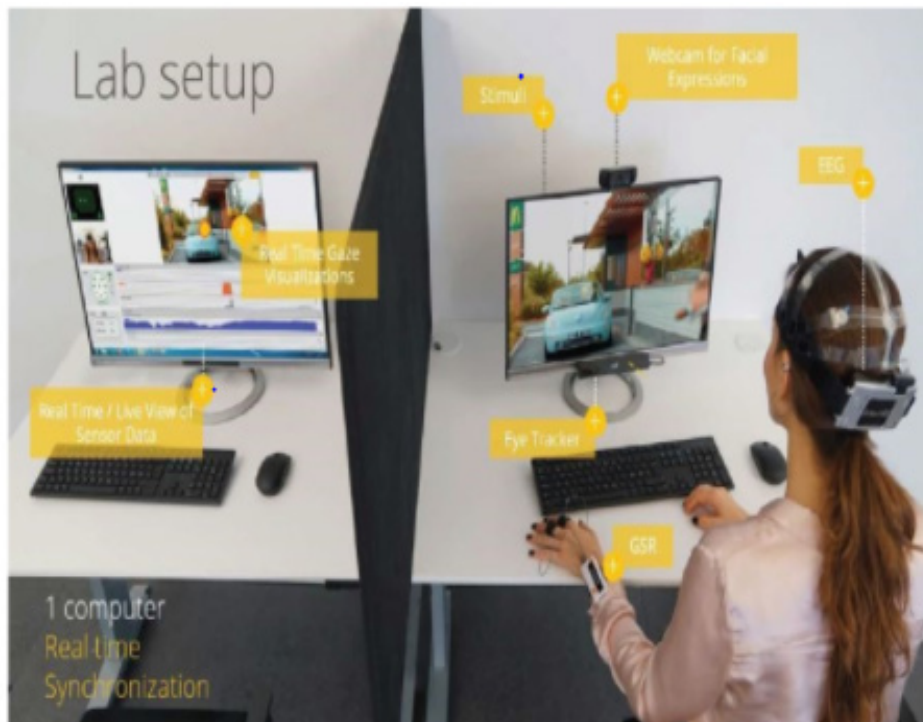 Lab setup
Webcam for Facial
Expressions
Stimuli
EEG
Real Time Gaze
Visualizations
Real Time / Live View of
Sensor Data
Eye Tracker
GSR
1 computer
Real time
Synchronization